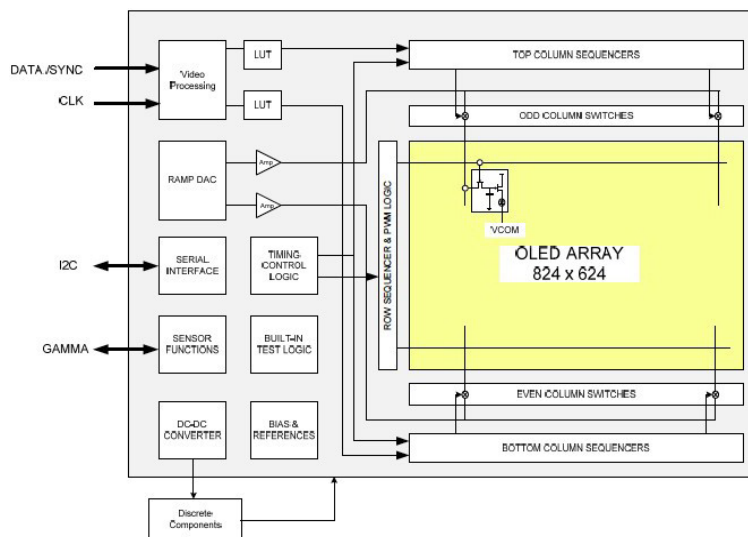 DATA./SYNC
CLK
Video
Processing
LUT
LUT
TOP COLUMN SEQUENCERS
ODD COLUMN SWITCHES
RAMP DAC
Amp
Amp
ROW SEQUENCER & PWM LOGIC
VCOM
OLED ARRAY
824 x 624
I2C
SERIAL
INTERFACE
TIMING
CONTROL
LOGIC
GAMMA
SENSOR
FUNCTIONS
BUILT-IN
TEST LOGIC
EVEN COLUMN SWITCHES
DC-DC
CONVERTER
BIAS &
REFERENCES
BOTTOM COLUMN SEQUENCERS
Discrete
Components